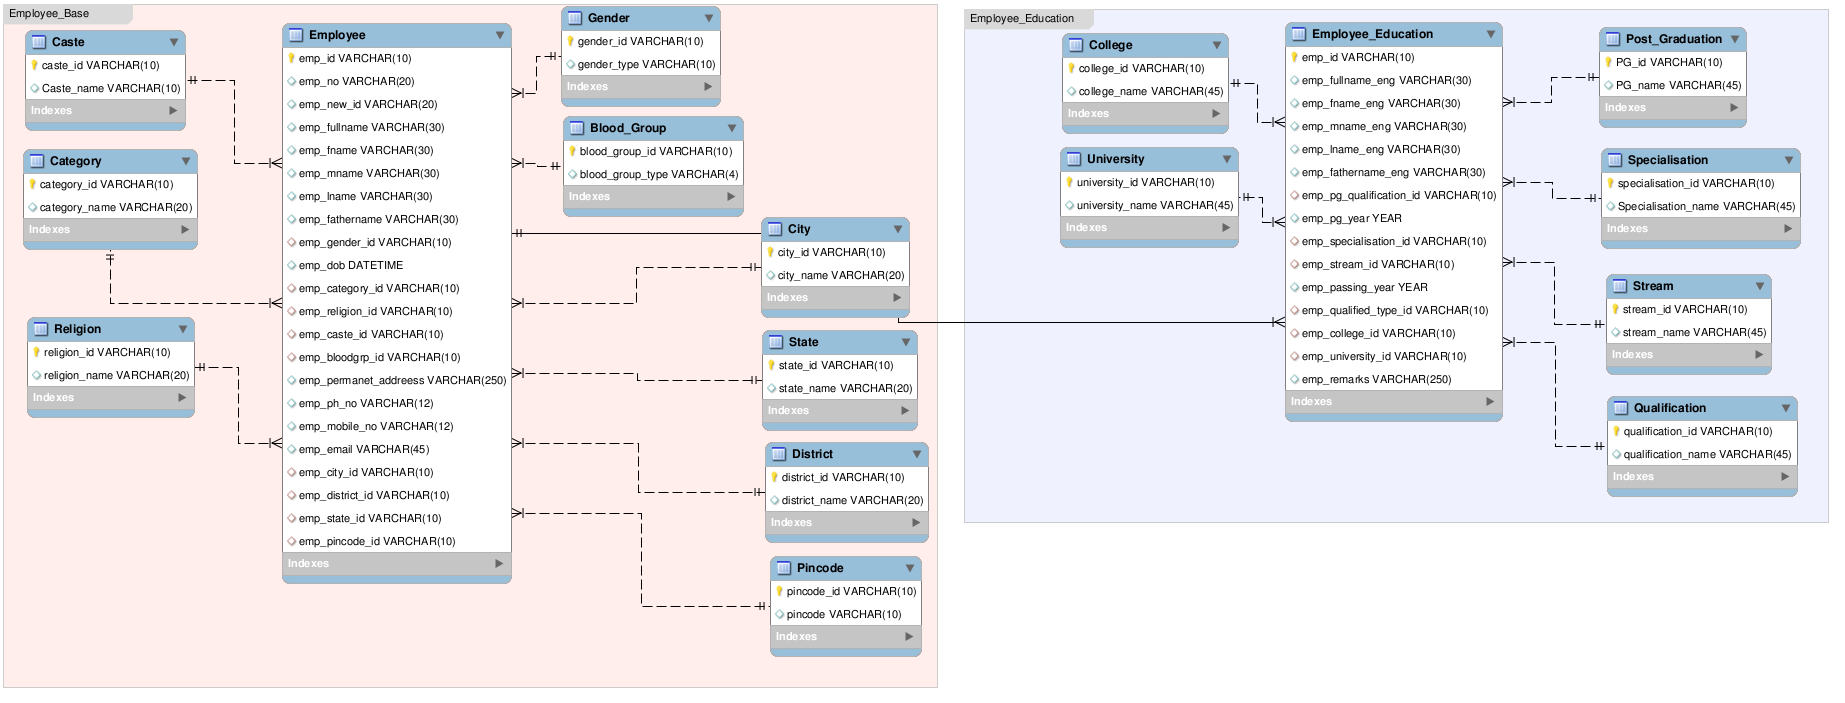 Employee_Base
Caste
caste_id VARCHAR(10)
Caste_name VARCHAR(10)
Indexes
Category
category_id VARCHAR(10)
category_name VARCHAR(20)
Indexes
Religion
religion_id VARCHAR(10)
religion_name VARCHAR(20)
Indexes
Employee
emp_id VARCHAR(10)
emp_no VARCHAR(20)
emp_new_id VARCHAR(20)
emp_fullname VARCHAR(30)
emp_fname VARCHAR(30)
emp_mname VARCHAR(30)
emp_lname VARCHAR(30)
emp_fathername VARCHAR(30)
emp_gender_id VARCHAR(10)
emp_dob DATETIME
emp_category_id VARCHAR(10)
emp_religion_id VARCHAR(10)
emp_caste_id VARCHAR(10)
emp_bloodgrp_id VARCHAR(10)
emp_permanet_addreess VARCHAR(250)
emp_ph_no VARCHAR(12)
emp_mobile_no VARCHAR(12)
emp_email VARCHAR(45)
emp_city_id VARCHAR(10)
emp_district_id VARCHAR(10)
emp_state_id VARCHAR(10)
emp_pincode_id VARCHAR(10)
Indexes
Gender
gender_id VARCHAR(10)
gender_type VARCHAR(10)
Indexes
Blood_Group
blood_group_id VARCHAR(10)
blood_group_type VARCHAR(4)
Indexes
City
city_id VARCHAR(10)
city_name VARCHAR(20)
Indexes
State
state_id VARCHAR(10)
state_name VARCHAR(20)
Indexes
District
district_id VARCHAR(10)
district_name VARCHAR(20)
Indexes
Pincode
pincode_id VARCHAR(10)
pincode VARCHAR(10)
Indexes
Employee_Education
College
college_id VARCHAR(10)
college_name VARCHAR(45)
Indexes
University
university_id VARCHAR(10)
university_name VARCHAR(45)
Indexes
Employee_Education
emp_id VARCHAR(10)
emp_fullname_eng VARCHAR(30)
emp_fname_eng VARCHAR(30)
emp_mname_eng VARCHAR(30)
emp_lname_eng VARCHAR(30)
emp_fathername_eng VARCHAR(30)
emp_pg_qualification_id VARCHAR(10)
emp_pg_year YEAR
emp_specialisation_id VARCHAR(10)
emp_stream_id VARCHAR(10)
emp_passing_year YEAR
emp_qualified_type_id VARCHAR(10)
emp_college_id VARCHAR(10)
emp_university_id VARCHAR(10)
emp_remarks VARCHAR(250)
Indexes
Post_Graduation
PG_id VARCHAR(10)
PG_name VARCHAR(45)
Indexes
Specialisation
specialisation_id VARCHAR(10)
Specialisation_name VARCHAR(45)
Indexes
Stream
stream_id VARCHAR(10)
stream_name VARCHAR(45)
Indexes
Qualification
qualification_id VARCHAR(10)
qualification_name VARCHAR(45)
Indexes